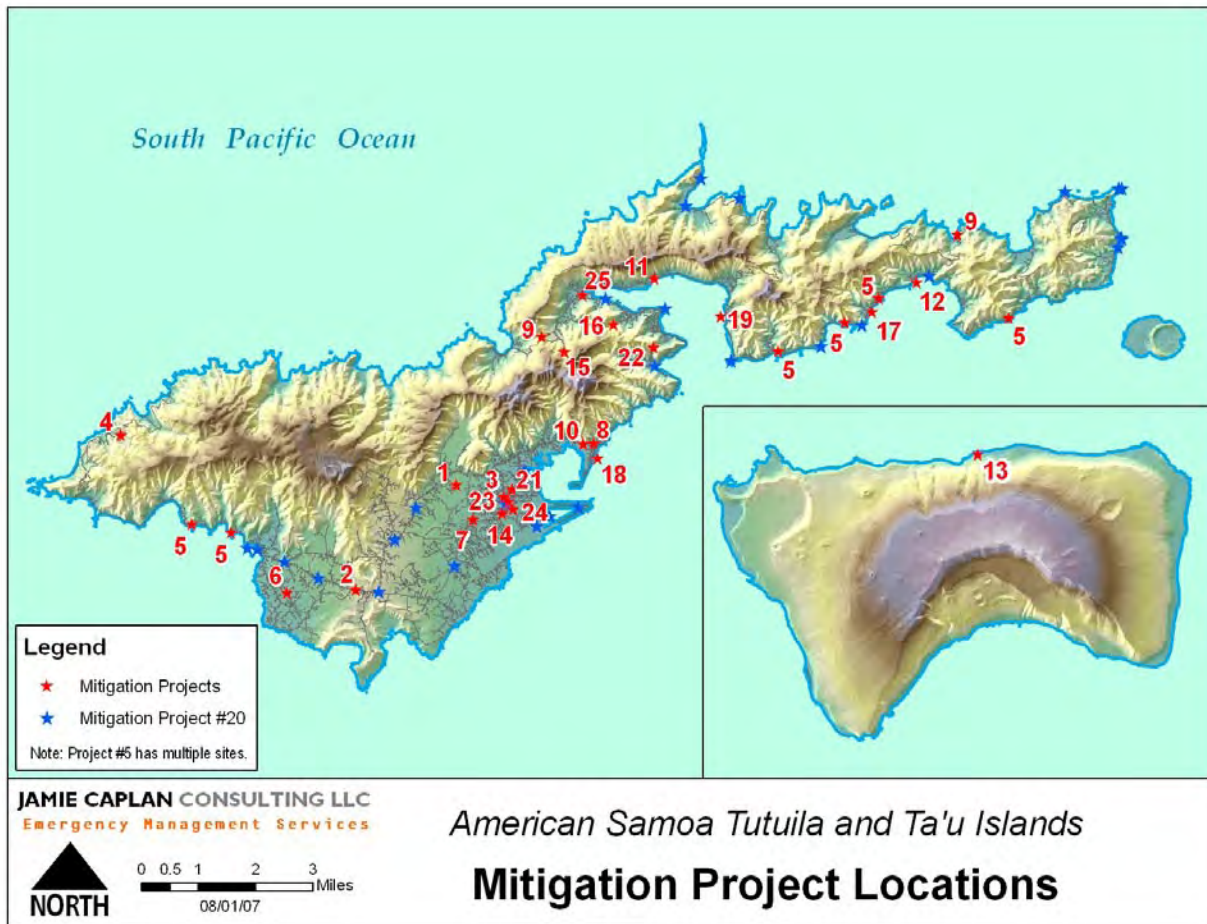 South Pacific Ocean
9
11
25
5
12
9
16
19
17
5
22
5
5
15
4
10
8
18
1
3
21
23
24
7
14
5
5
6
2
13
Legend
Mitigation Projects
Mitigation Project #20
Note: Project #5 has multiple sites.
JAMIE CAPLAN CONSULTING LLC
Emergency Management Services
NORTH
0 0.5 1 2 3
Miles
08/01/07
American Samoa Tutuila and Ta'u Islands
Mitigation Project Locations